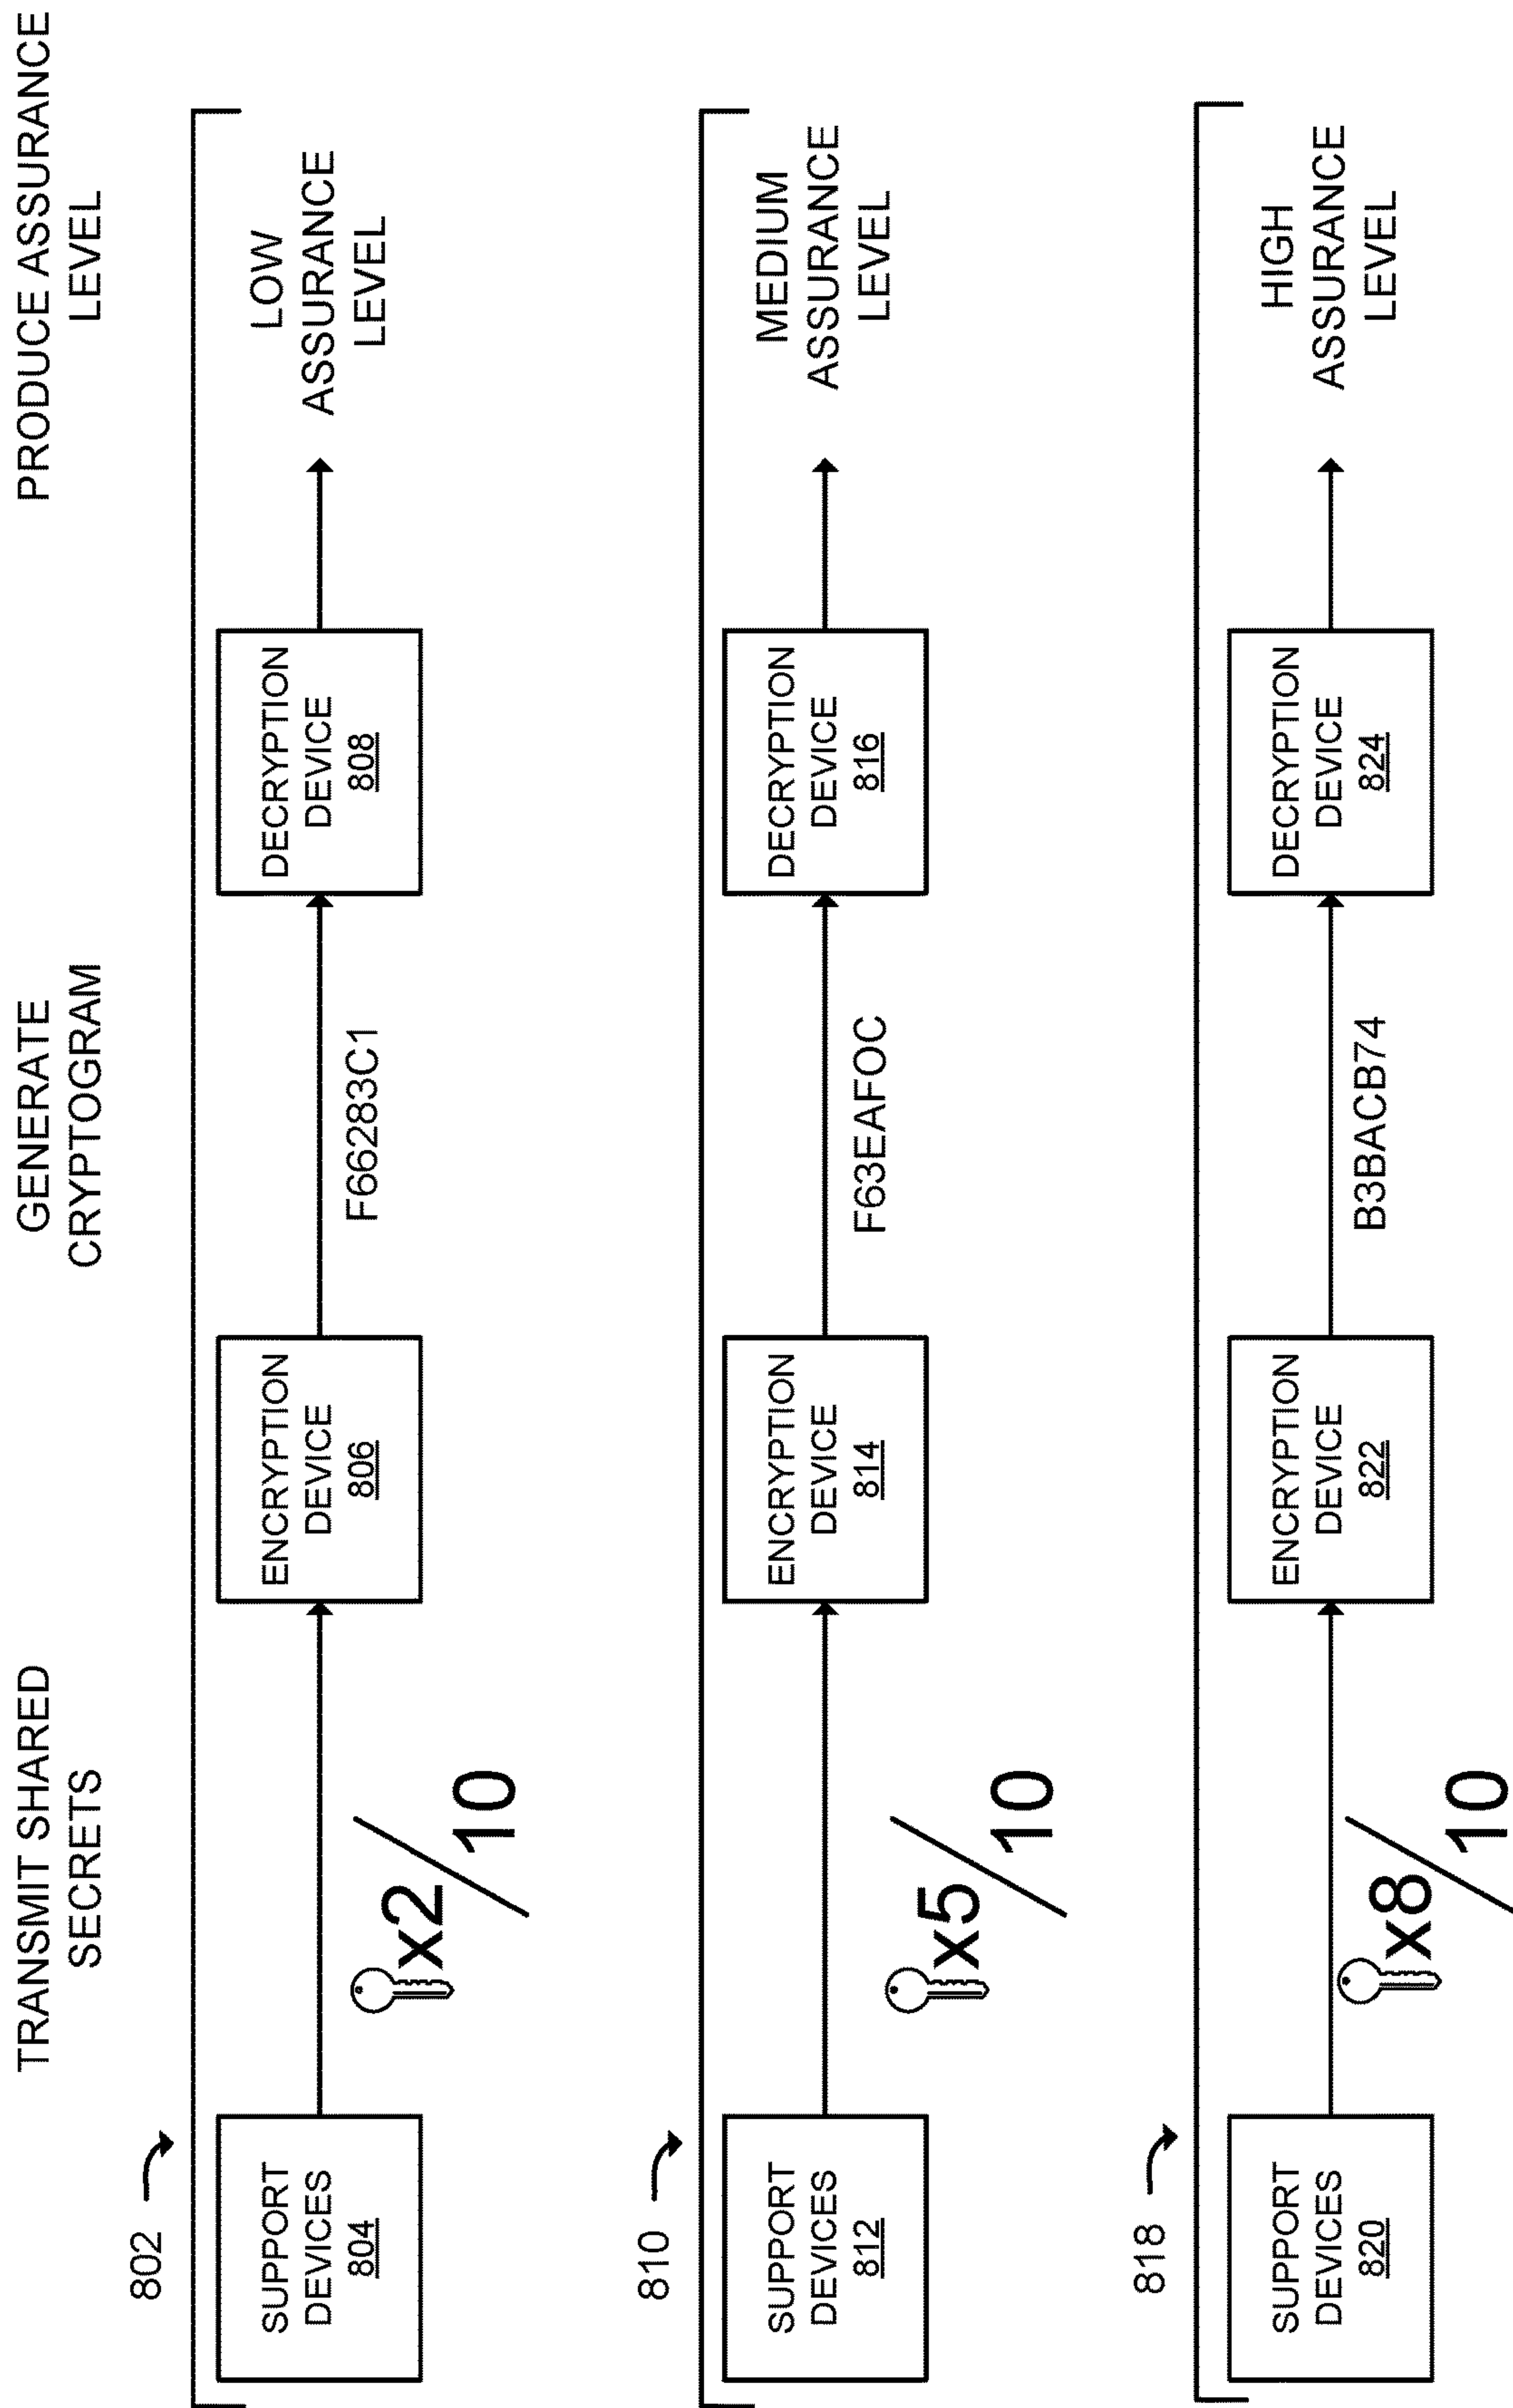 TRANSMIT SHARED
SECRETS
GENERATE
CRYPTOGRAM
PRODUCE ASSURANCE
LEVEL
802
SUPPORT
DEVICES
804
x2/10
ENCRYPTION
DEVICE
806
F66283C1
DECRYPTION
DEVICE
808
LOW
ASSURANCE
LEVEL
810
SUPPORT
DEVICES
812
x5/10
ENCRYPTION
DEVICE
814
F63EAFOC
DECRYPTION
DEVICE
816
MEDIUM
ASSURANCE
LEVEL
818
SUPPORT
DEVICES
820
x8/10
ENCRYPTION
DEVICE
822
B3BACB74
DECRYPTION
DEVICE
824
HIGH
ASSURANCE
LEVEL